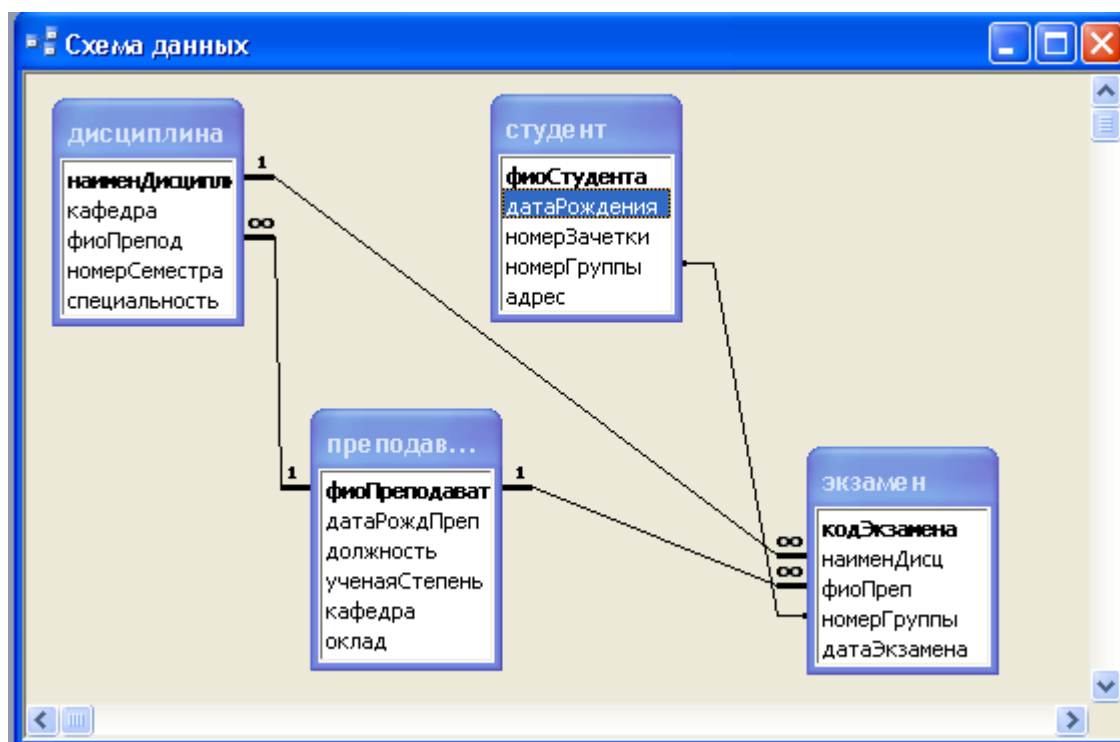 Схема данных
дисциплина
наименДисципли
кафедра
фиоПрепод
номерСеместра
специальность
1
∞
студент
фиоСтудента
датаРождения
номерЗачетки
номерГруппы
адрес
преподав...
1
фиоПреподават
1
датаРождПреп
должность
ученаяСтепень
кафедра
оклад
экзамен
кодЭкзамена
∞
наименДисц
∞
фиоПреп
номерГруппы
датаЭкзамена